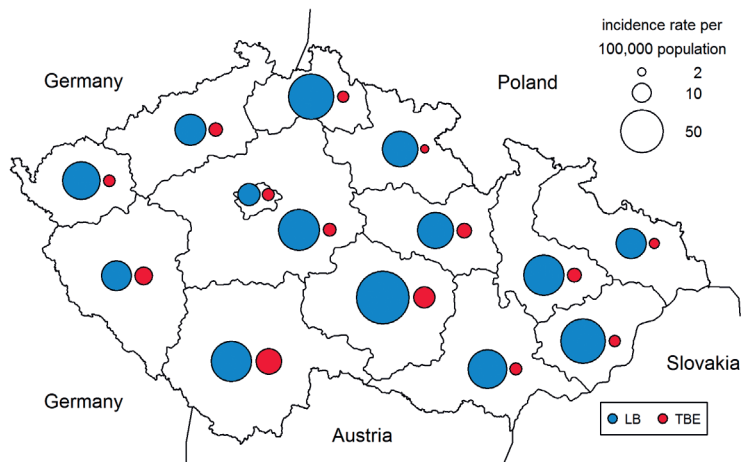 incidence rate per
100,000 population
2
10
50
Germany
Poland
Slovakia
Germany
Austria
LB TBE